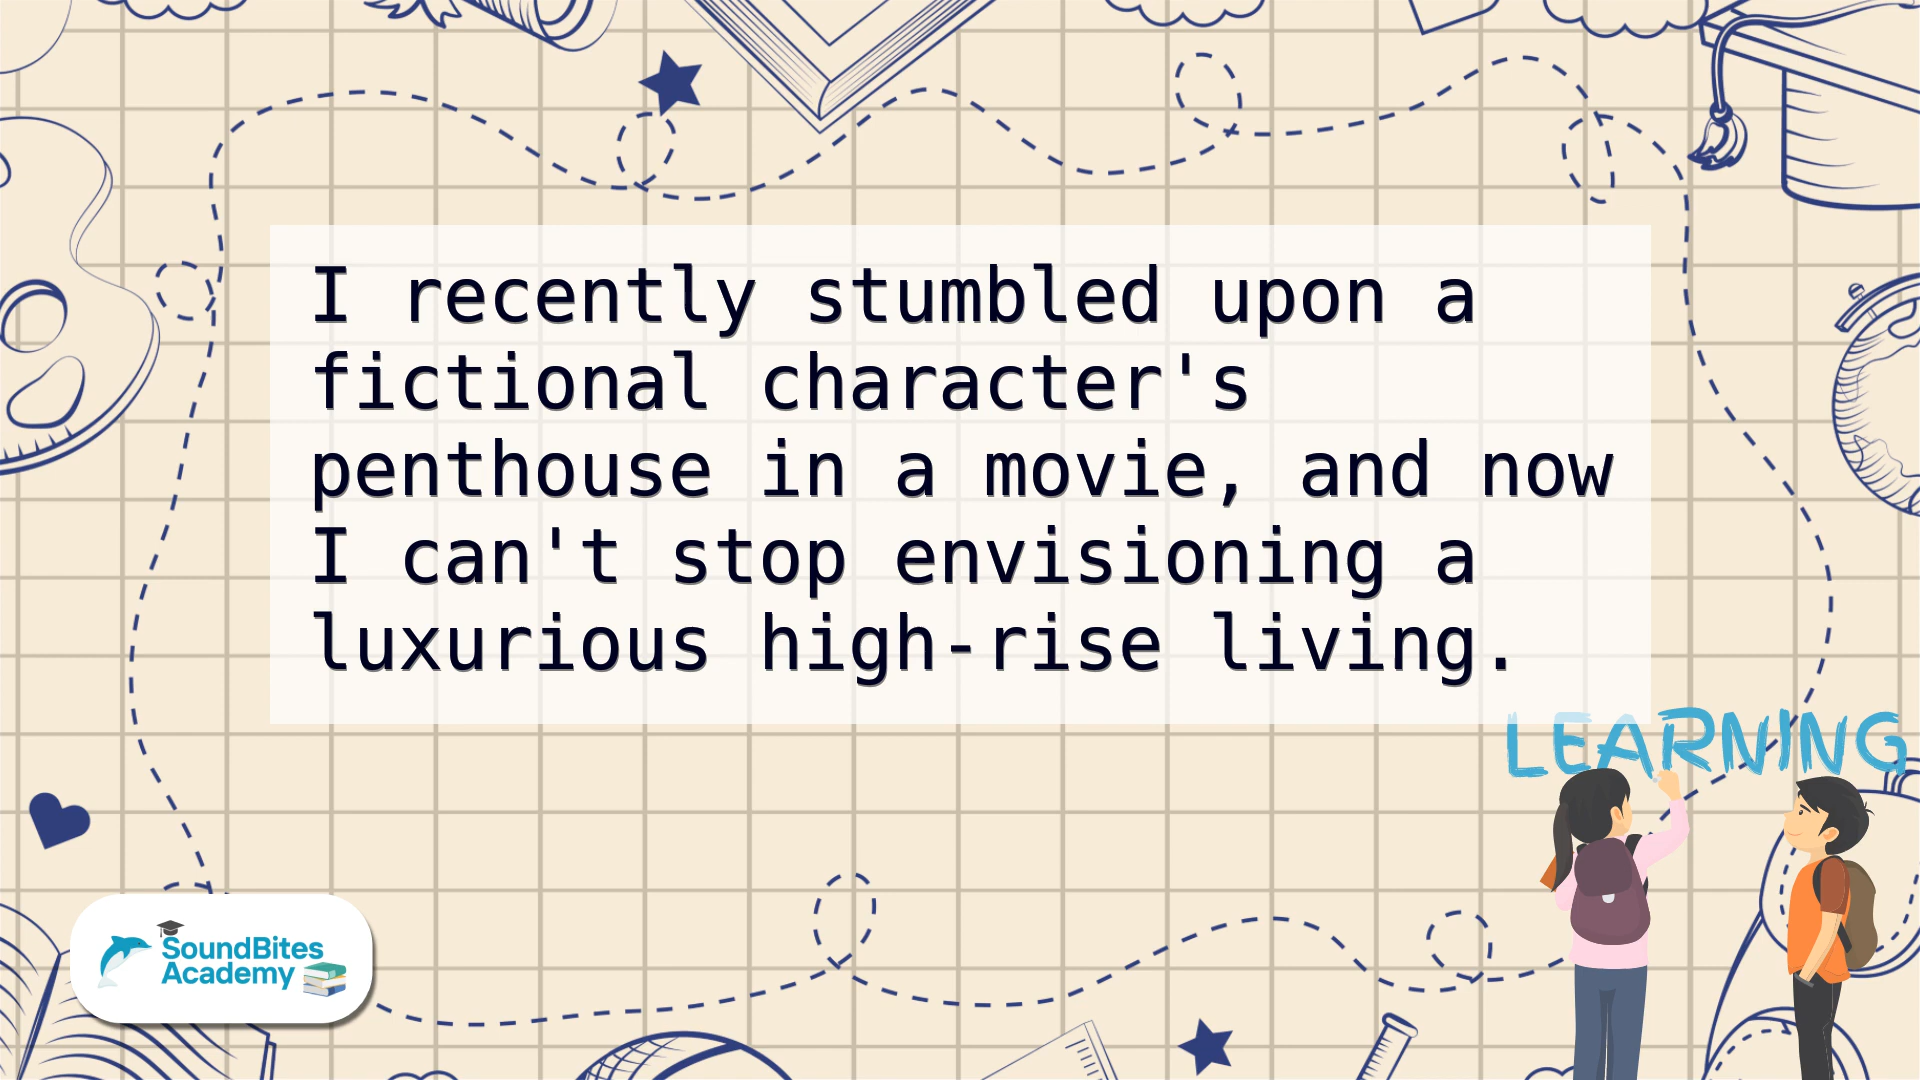 I recently stumbled upon a
fictional character's
penthouse in a movie, and now
I can't stop envisioning a
luxurious high-rise living.
LEARNING
SoundBites
Academy